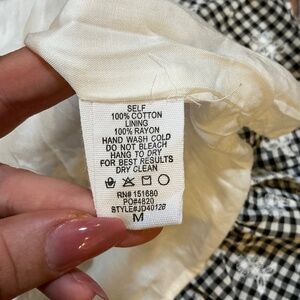 SELF
100% COTTON
LINING
100% RAYON
HAND WASH COLD
DO NOT BLEACH
HANG TO DRY
FOR BEST RESULTS
DRY CLEAN
RN# 151680
PO#4820
STYLE#JD4012B
M